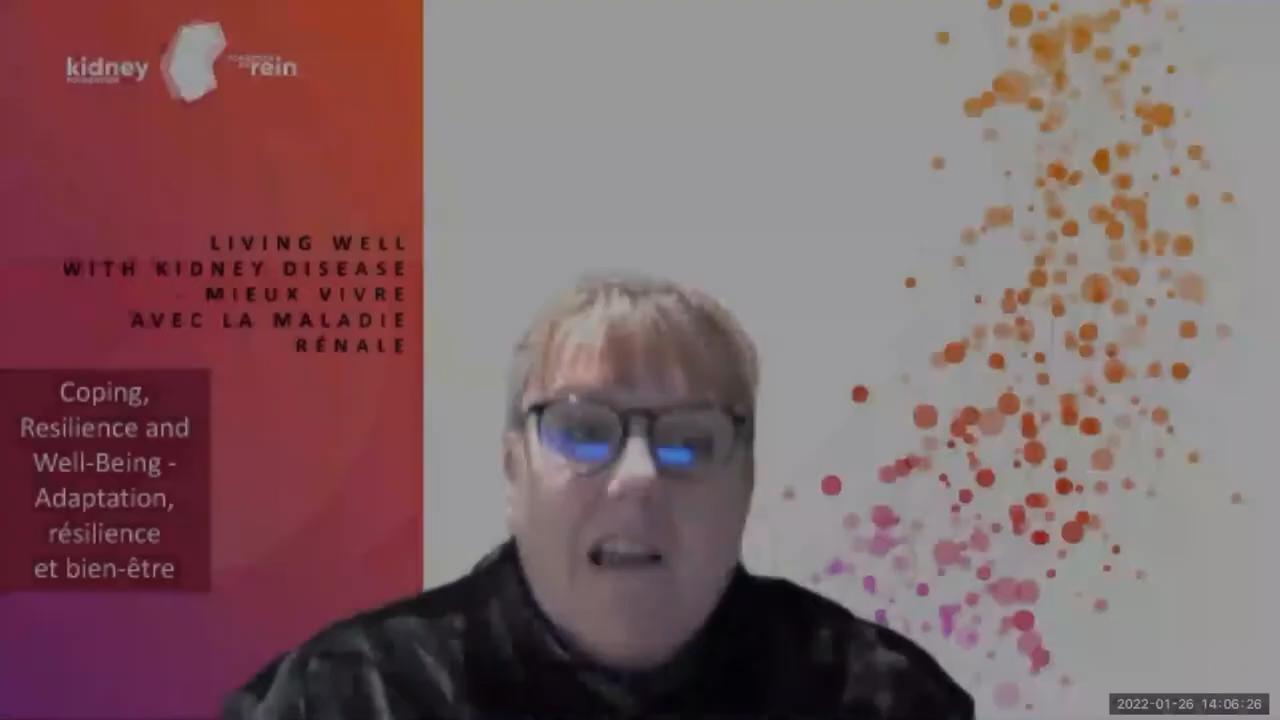 kidney
FOUNDATION
rein
LIVING WELL
WITH KIDNEY DISEASE
- MIEUX VIVRE
AVEC LA MALADIE
RÉNALE
Coping,
Resilience and
Well-Being -
Adaptation,
résilience
et bien-être
2022-01-26 14:06:26